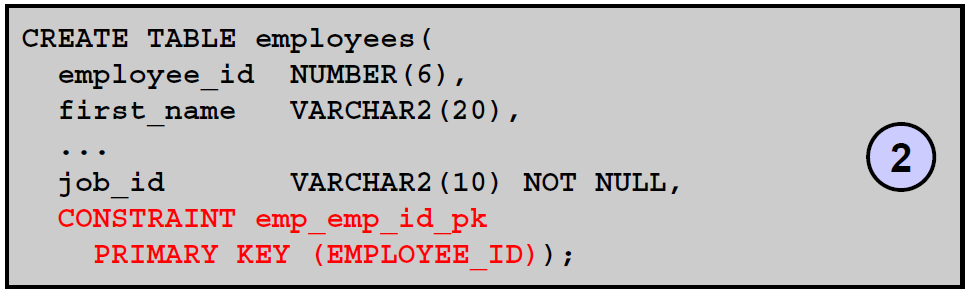 CREATE TABLE employees(
employee_id NUMBER(6),
first_name VARCHAR2(20),
...
job_id VARCHAR2(10) NOT NULL,
CONSTRAINT emp_emp_id_pk
PRIMARY KEY (EMPLOYEE_ID));
2